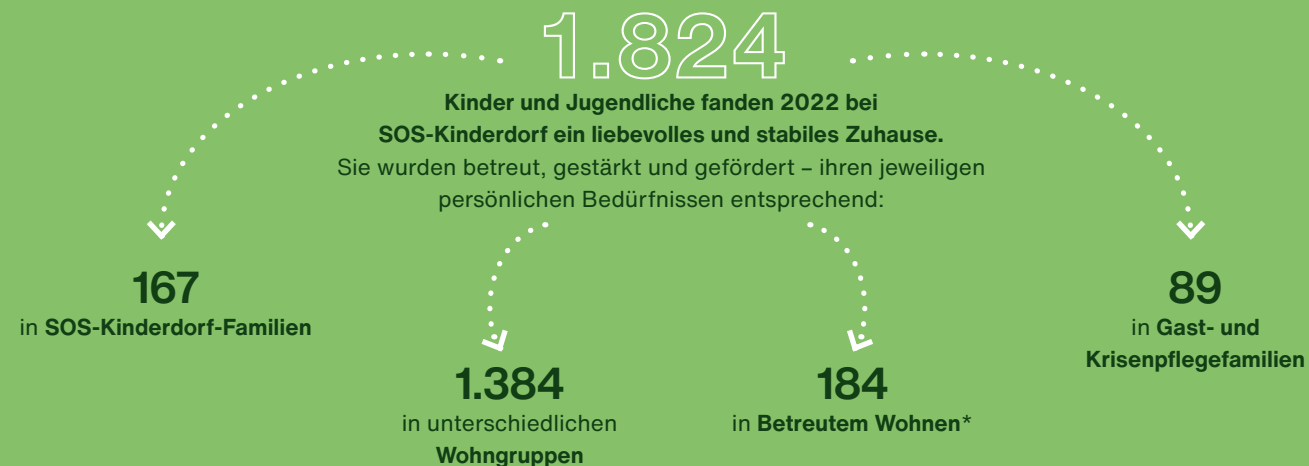 1.824
Kinder und Jugendliche fanden 2022 bei
SOS-Kinderdorf ein liebevolles und stabiles Zuhause.
Sie wurden betreut, gestärkt und gefördert – ihren jeweiligen
persönlichen Bedürfnissen entsprechend:
167
in SOS-Kinderdorf-Familien
1.384
in unterschiedlichen
Wohngruppen
184
in Betreutem Wohnen*
89
in Gast- und
Krisenpflegefamilien